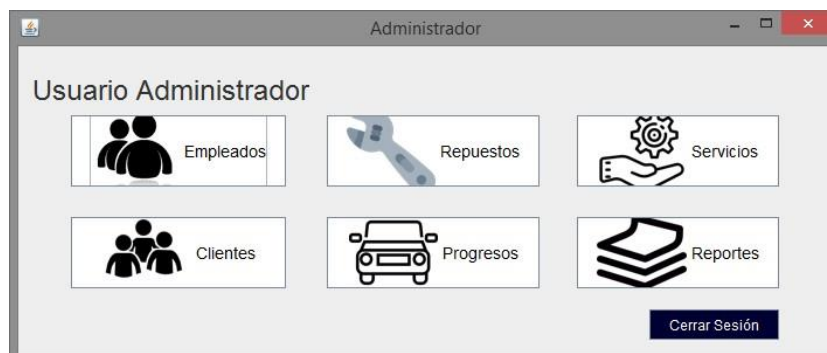 Administrador
Usuario Administrador
Empleados
Repuestos
Servicios
Clientes
Progresos
Reportes
Cerrar Sesión